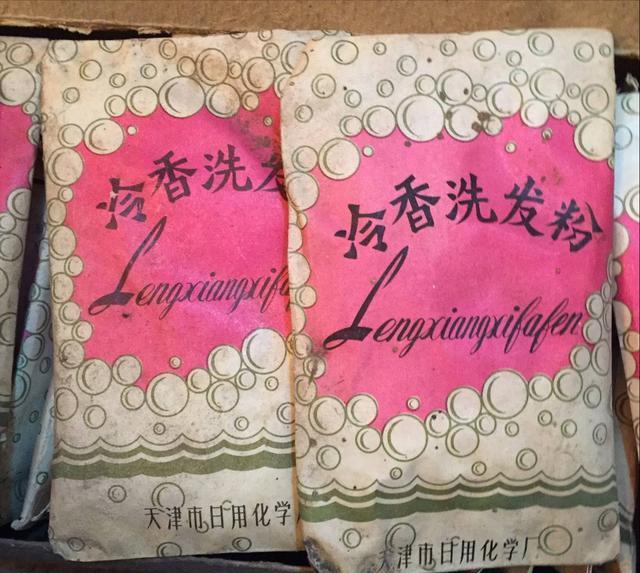 冷香洗发
Lengxiangxifa
天津市日用化学
冷香洗发粉
Lengxiangxifafen
天津市日用化学厂